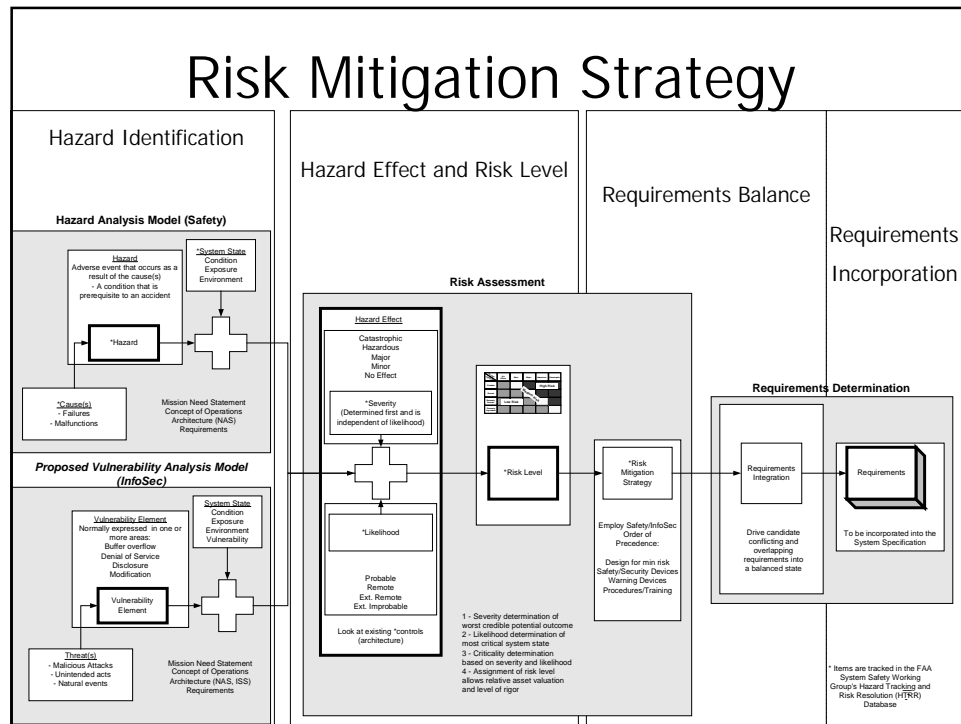 Risk Mitigation Strategy
Hazard Identification
Hazard Analysis Model (Safety)
Hazard
Adverse event that occurs as a
result of the cause(s)
- A condition that is
prerequisite to an accident
*Hazard
*System State
Condition
Exposure
Environment
*Cause(s)
- Failures
- Malfunctions
Mission Need Statement
Concept of Operations
Architecture (NAS)
Requirements
Proposed Vulnerability Analysis Model
(InfoSec)
Vulnerability Element
Normally expressed in one or
more areas:
Buffer overflow
Denial of Service
Disclosure
Modification
Vulnerability
Element
System State
Condition
Exposure
Environment
Vulnerability
Threat(s)
- Malicious Attacks
- Unintended acts
- Natural events
Mission Need Statement
Concept of Operations
Architecture (NAS, ISS)
Requirements
Hazard Effect and Risk Level
Risk Assessment
Hazard Effect
Catastrophic
Hazardous
Major
Minor
No Effect
*Severity
(Determined first and is
independent of likelihood)
*Likelihood
Probable
Remote
Ext. Remote
Ext. Improbable
Look at existing *controls
(architecture)
High Risk
Low Risk
*Risk Level
1 - Severity determination of
worst credible potential outcome
2 - Likelihood determination of
most critical system state
3 - Criticality determination
based on severity and likelihood
4 - Assignment of risk level
allows relative asset valuation
and level of rigor
Requirements Balance
*Risk
Mitigation
Strategy
Employ Safety/InfoSec
Order of
Precedence:
Design for min risk
Safety/Security Devices
Warning Devices
Procedures/Training
Requirements
Incorporation
Requirements Determination
Requirements
Integration
Drive candidate
conflicting and
overlapping
requirements into
a balanced state
Requirements
To be incorporated into the
System Specification
* Items are tracked in the FAA
System Safety Working
Group's Hazard Tracking and
Risk Resolution (HTRR)
Database